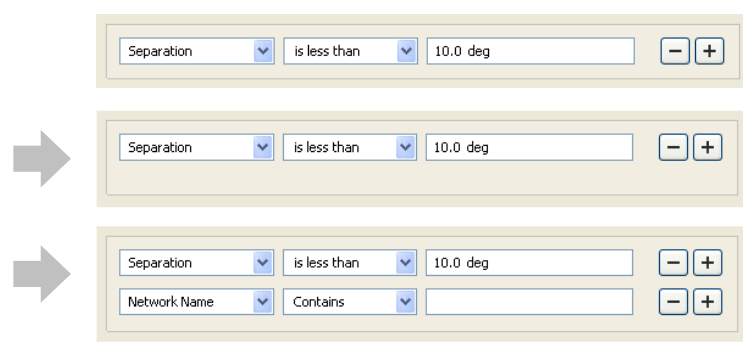 Separation is less than 10.0 deg − +
Separation is less than 10.0 deg − +
Separation is less than 10.0 deg − +
Network Name Contains − +